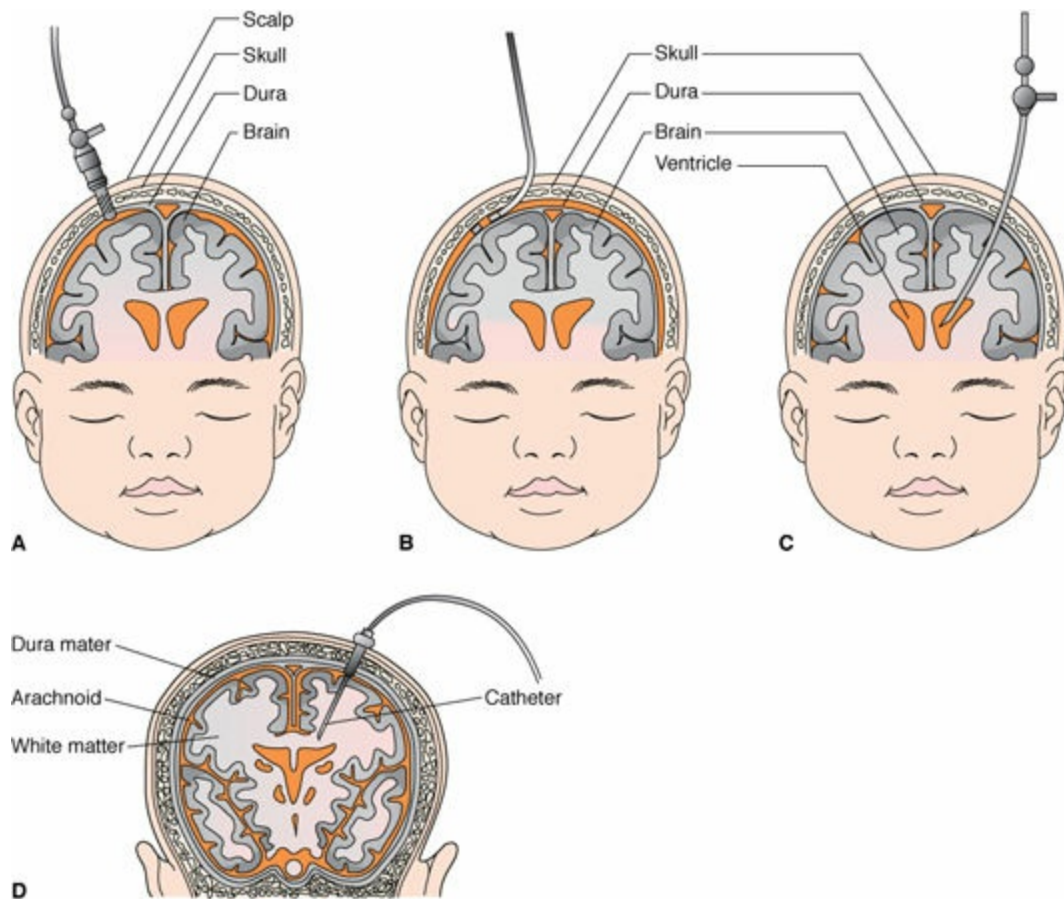 Scalp
Skull
Dura
Brain
Skull
Dura
Brain
Ventricle
A
B
C
Dura mater
Arachnoid
White matter
Catheter
D